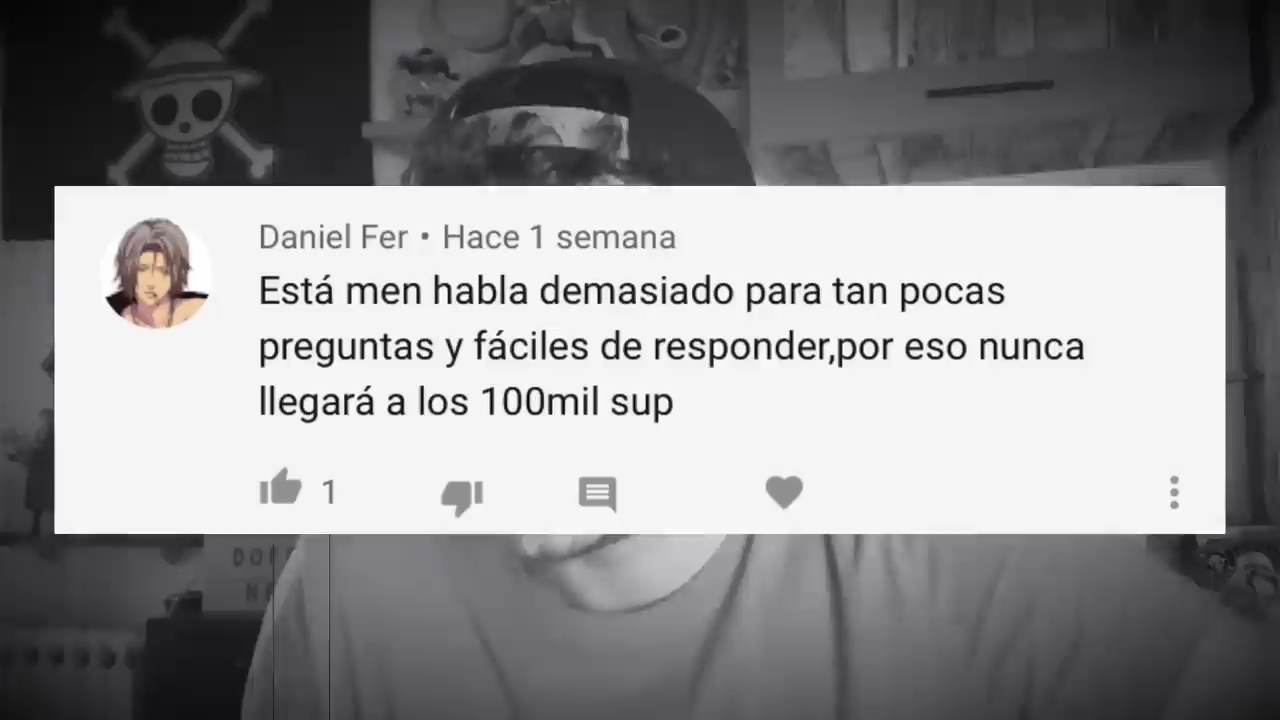 Daniel Fer • Hace 1 semana
Está men habla demasiado para tan pocas
preguntas y fáciles de responder,por eso nunca
llegará a los 100mil sup
1